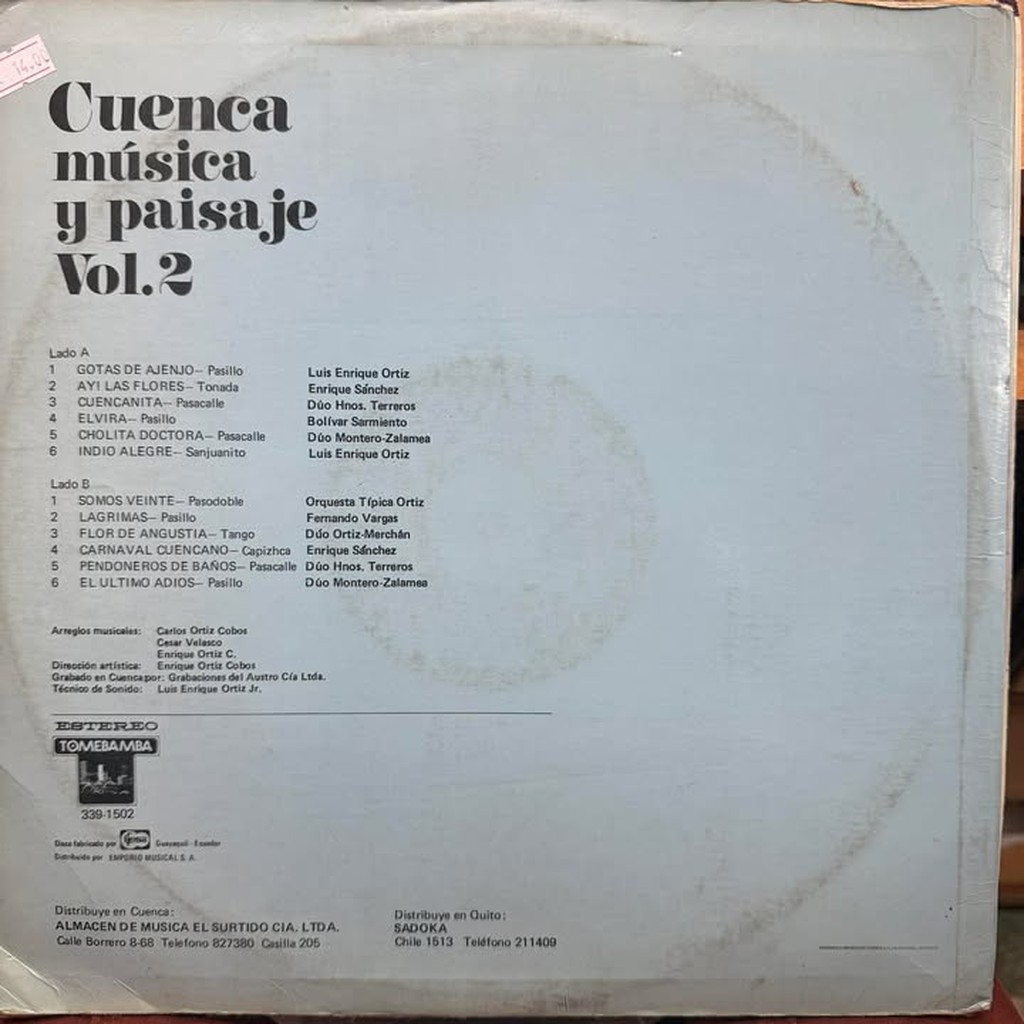 14.00
Cuenca
música
y paisaje
Vol.2
Lado A
1 GOTAS DE AJENJO— Pasillo Luis Enrique Ortiz
2 AY! LAS FLORES— Tonada Enrique Sánchez
3 CUENCANITA— Pasacalle Dúo Hnos. Terreros
4 ELVIRA— Pasillo Bolívar Sarmiento
5 CHOLITA DOCTORA— Pasacalle Dúo Montero-Zalamea
6 INDIO ALEGRE— Sanjuanito Luis Enrique Ortiz
Lado B
1 SOMOS VEINTE— Pasodoble Orquesta Típica Ortiz
2 LAGRIMAS— Pasillo Fernando Vargas
3 FLOR DE ANGUSTIA— Tango Dúo Ortiz-Merchán
4 CARNAVAL CUENCANO— Capizhca Enrique Sánchez
5 PENDONEROS DE BAÑOS— Pasacalle Dúo Hnos. Terreros
6 EL ULTIMO ADIOS— Pasillo Dúo Montero-Zalamea
Arreglos musicales: Carlos Ortiz Cobos
Cesar Velasco
Enrique Ortiz C.
Dirección artística: Enrique Ortiz Cobos
Grabado en Cuenca por: Grabaciones del Austro Cía Ltda.
Técnico de Sonido: Luis Enrique Ortiz Jr.
ESTEREO
TOMEBAMBA
339-1502
Disco fabricado por Guayaquil - Ecuador
Distribuido por EMPORIO MUSICAL S. A.
Distribuye en Cuenca:
ALMACEN DE MUSICA EL SURTIDO CIA. LTDA.
Calle Borrero 8-68 Telefono 827380 Casilla 205
Distribuye en Quito:
SADOKA
Chile 1513 Teléfono 211409